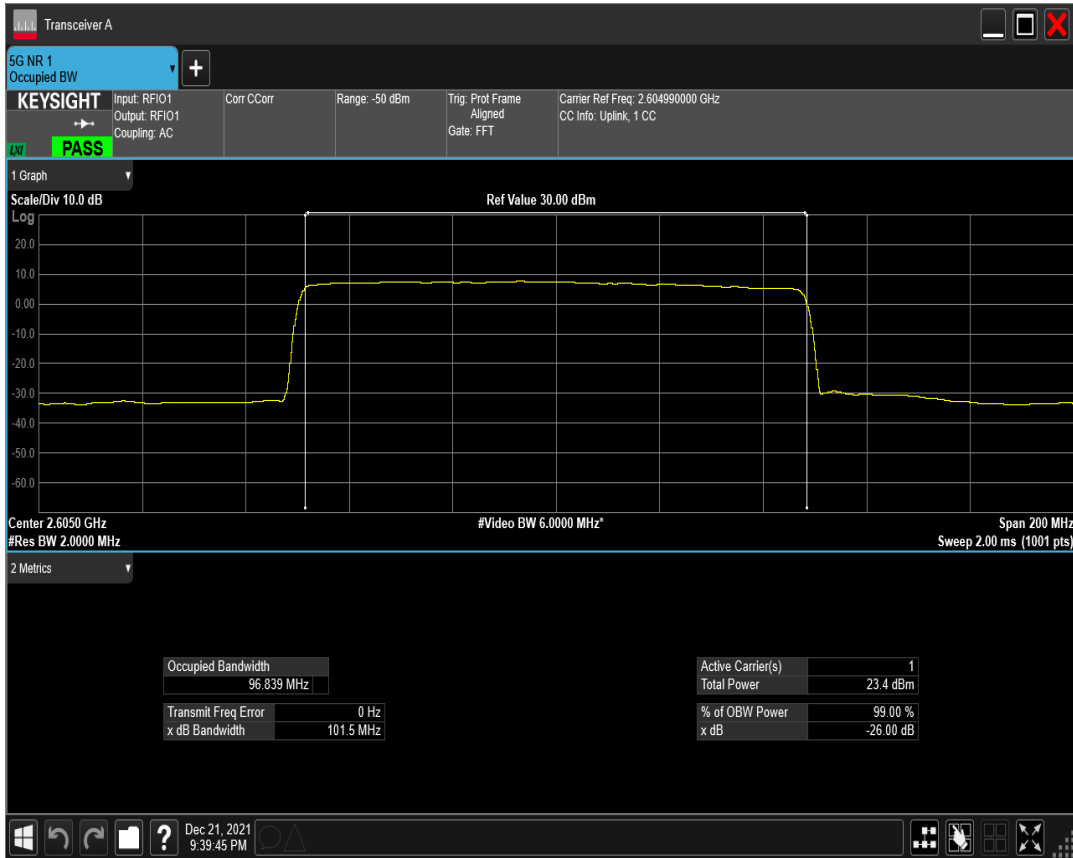 Transceiver A
5G NR 1
Occupied BW
+
KEYSIGHT
LXI
PASS
Input: RFIO1
Output: RFIO1
Coupling: AC
Corr CCorr
Range: -50 dBm
Trig: Prot Frame
Aligned
Gate: FFT
Carrier Ref Freq: 2.604990000 GHz
CC Info: Uplink, 1 CC
1 Graph
Scale/Div 10.0 dB
Ref Value 30.00 dBm
Log
20.0
10.0
0.00
-10.0
-20.0
-30.0
-40.0
-50.0
-60.0
Center 2.6050 GHz
#Video BW 6.0000 MHz*
Span 200 MHz
#Res BW 2.0000 MHz
Sweep 2.00 ms (1001 pts)
2 Metrics
Occupied Bandwidth
96.839 MHz
Transmit Freq Error 0 Hz
x dB Bandwidth 101.5 MHz
Active Carrier(s) 1
Total Power 23.4 dBm
% of OBW Power 99.00 %
x dB -26.00 dB
?
Dec 21, 2021
9:39:45 PM